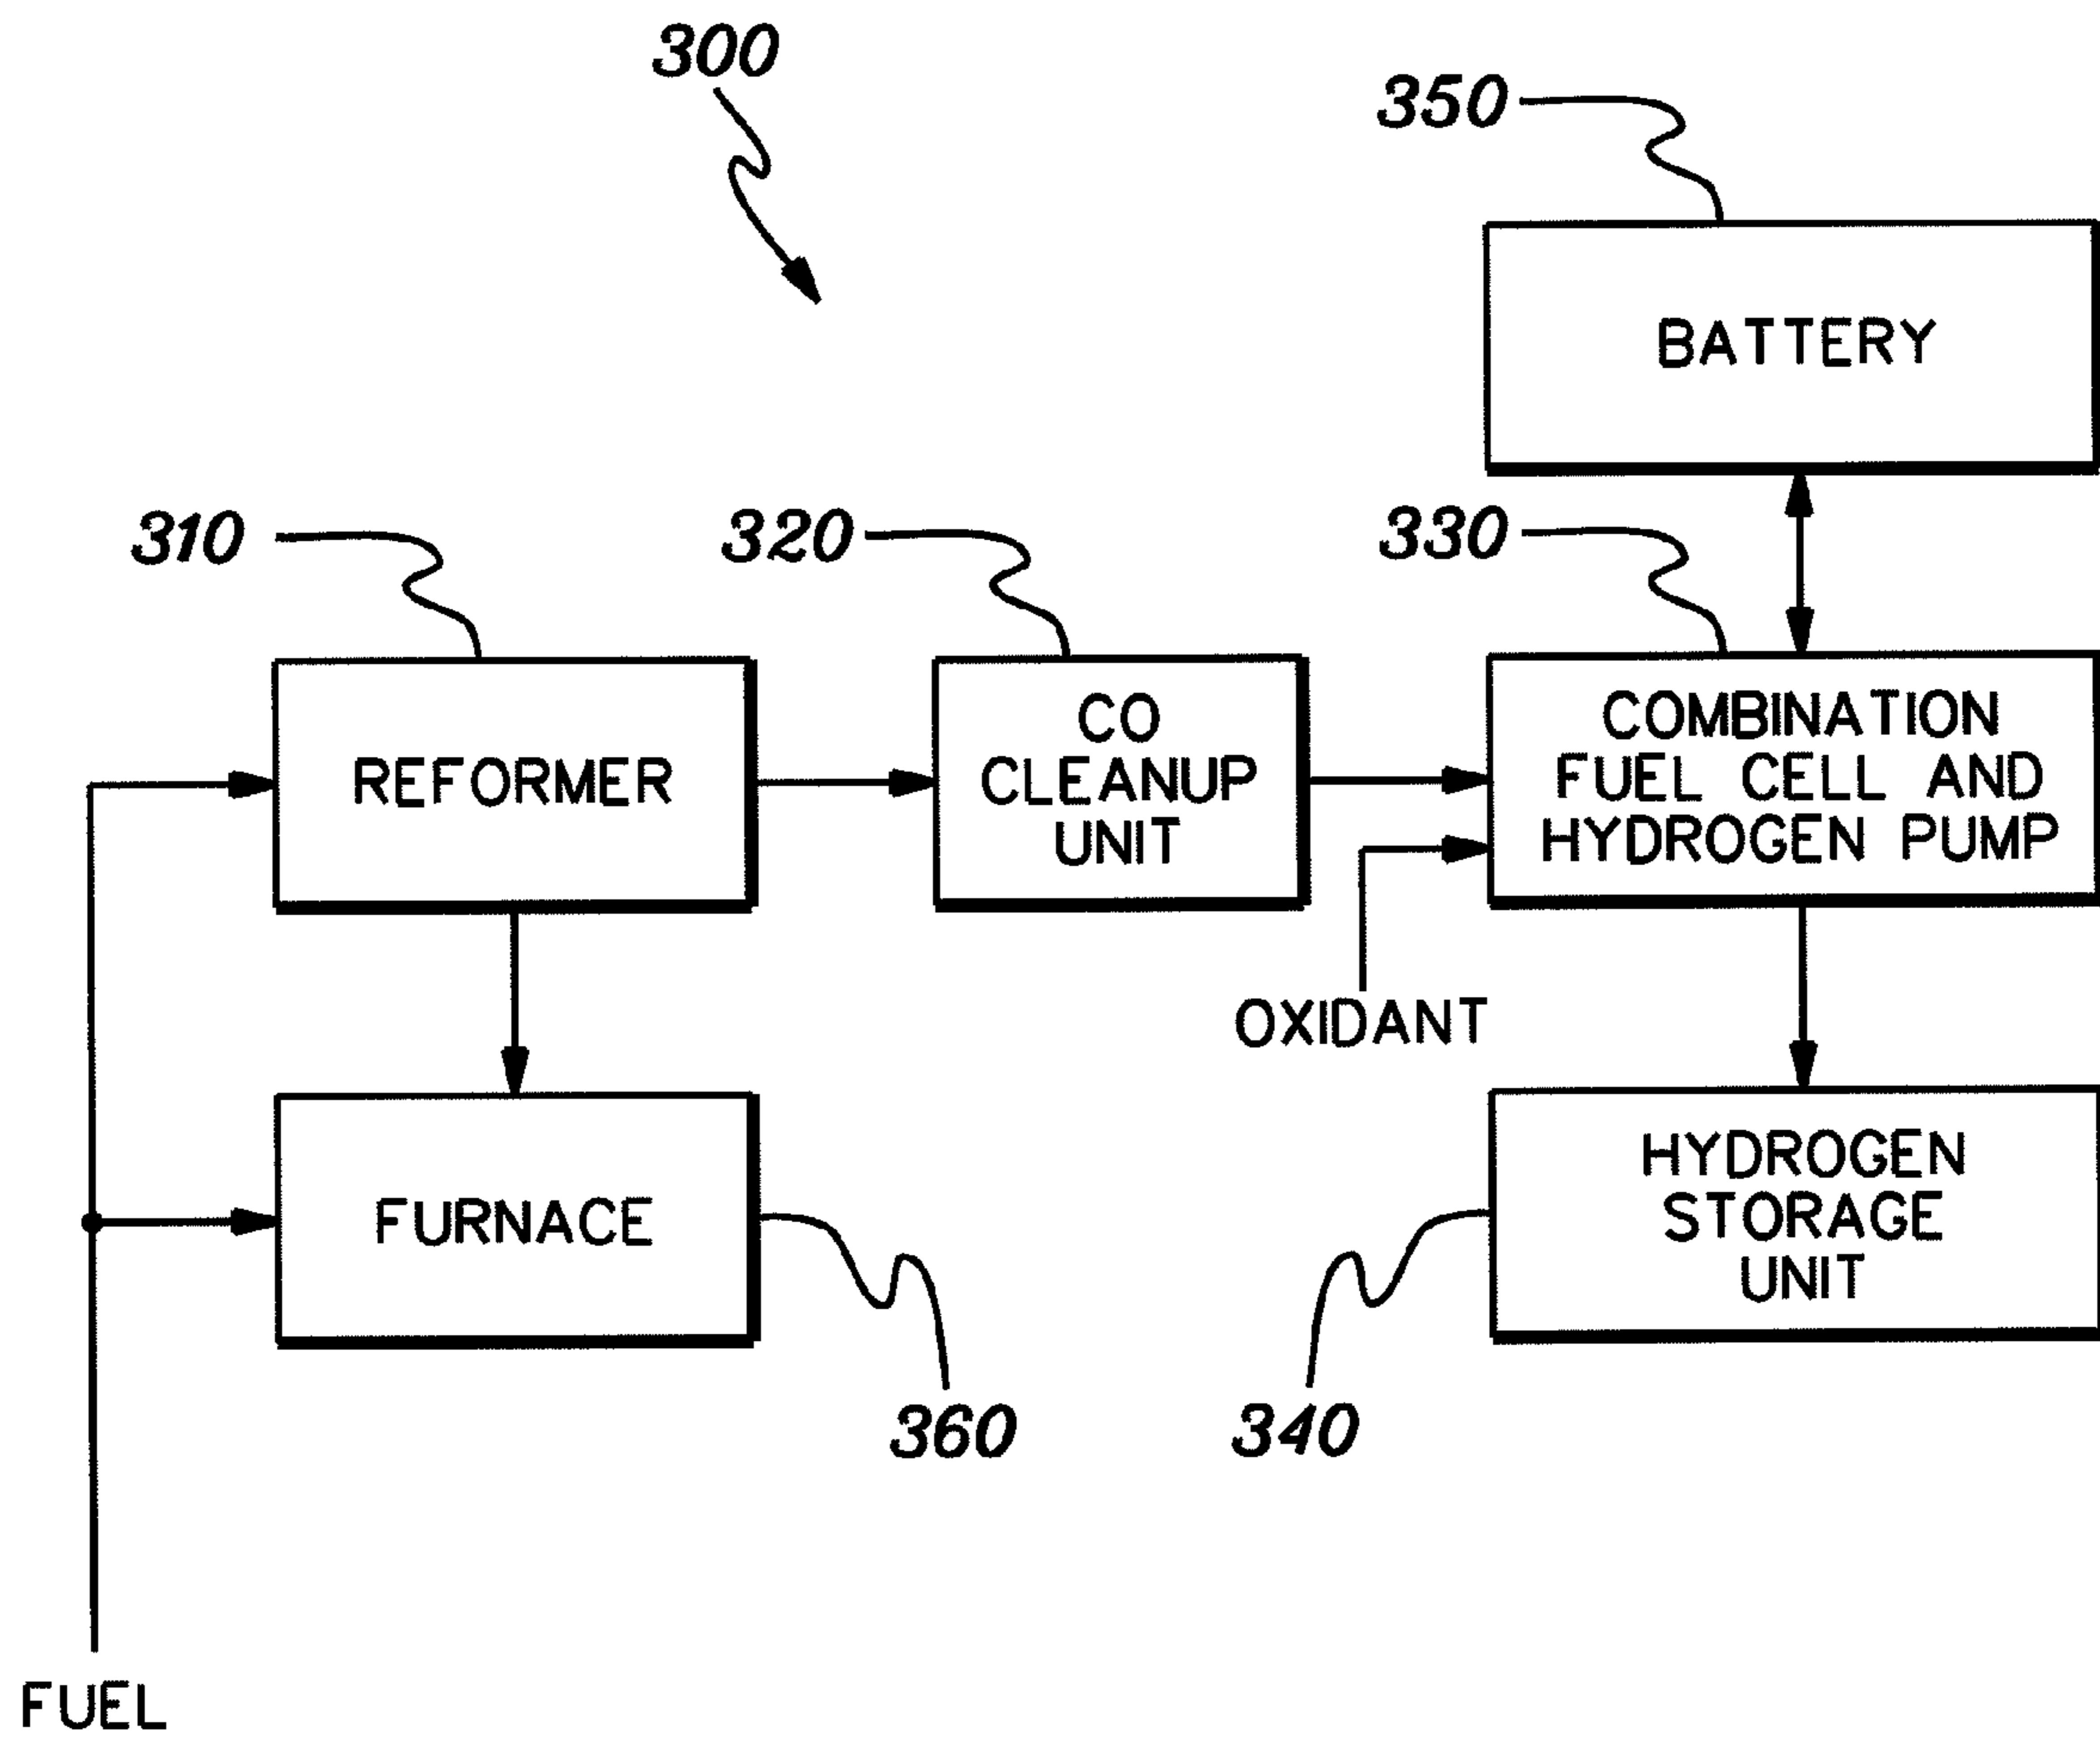 300
350
BATTERY
310
320
330
REFORMER
CO
CLEANUP
UNIT
COMBINATION
FUEL CELL AND
HYDROGEN PUMP
OXIDANT
FURNACE
HYDROGEN
STORAGE
UNIT
360
340
FUEL